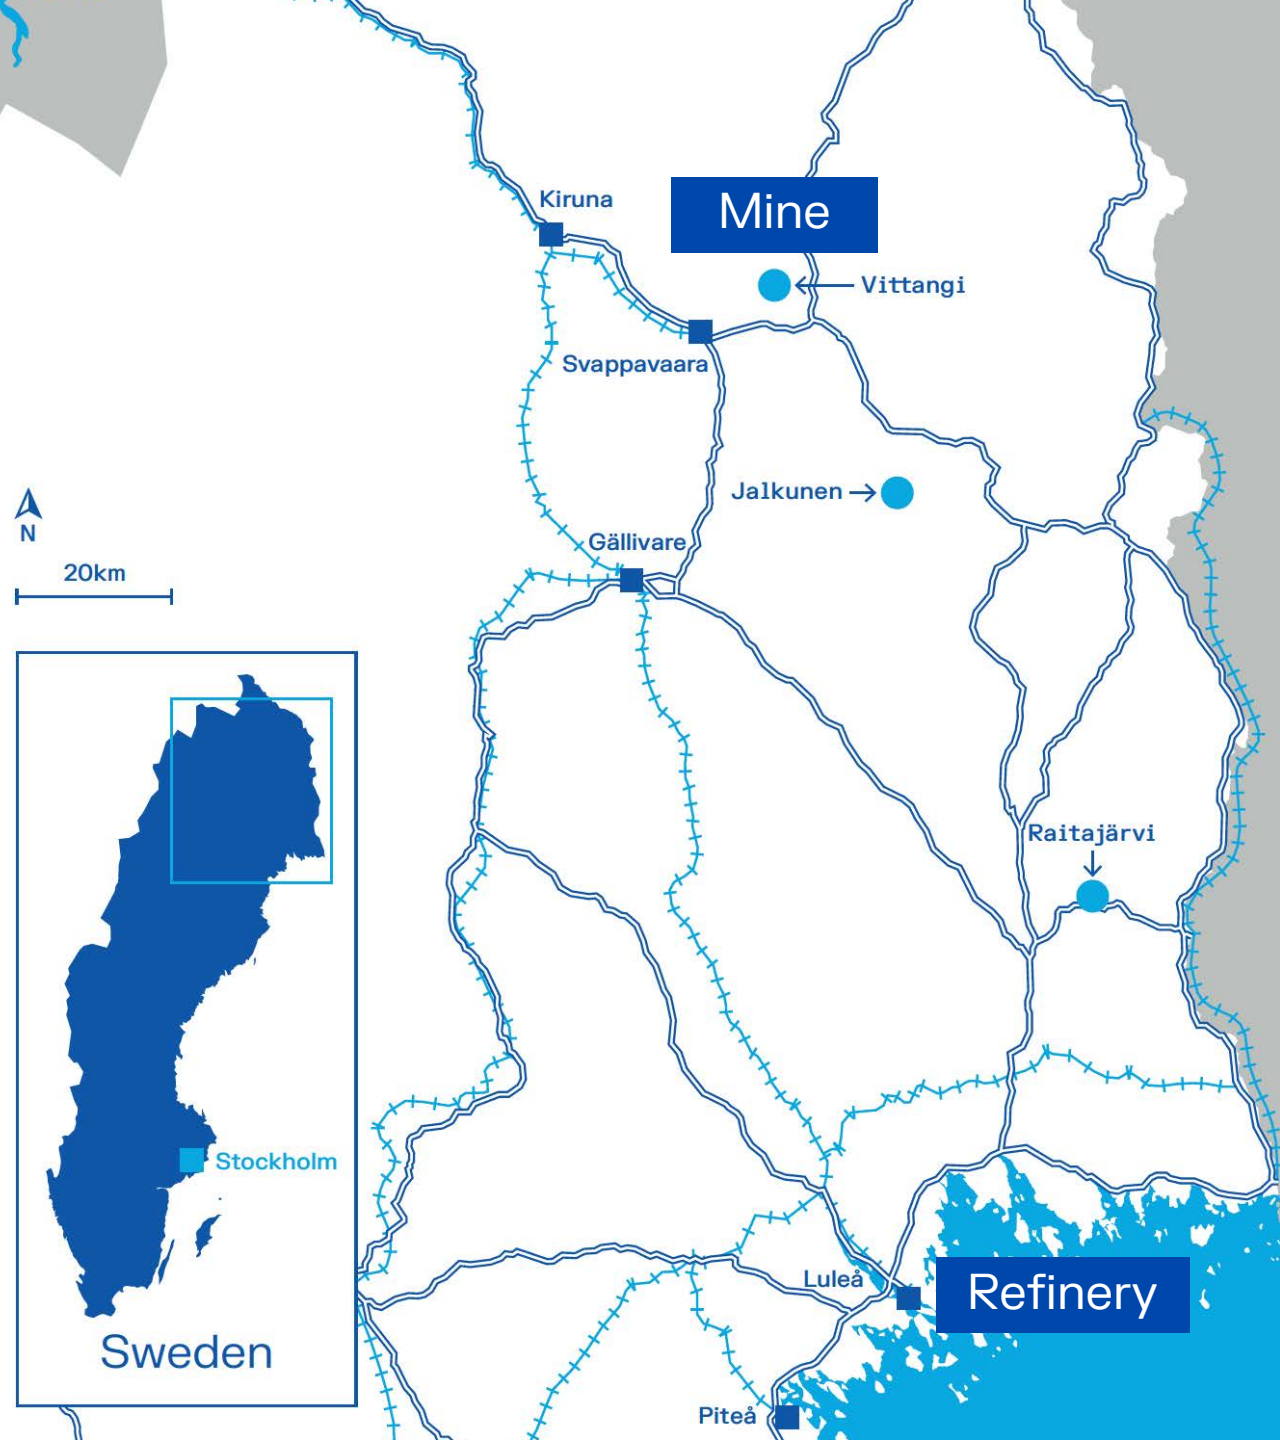 Kiruna
Mine
Vittangi
Svappavaara
Jalkunen
N
Gällivare
20km
Raitajärvi
Stockholm
Luleå
Refinery
Sweden
Piteå